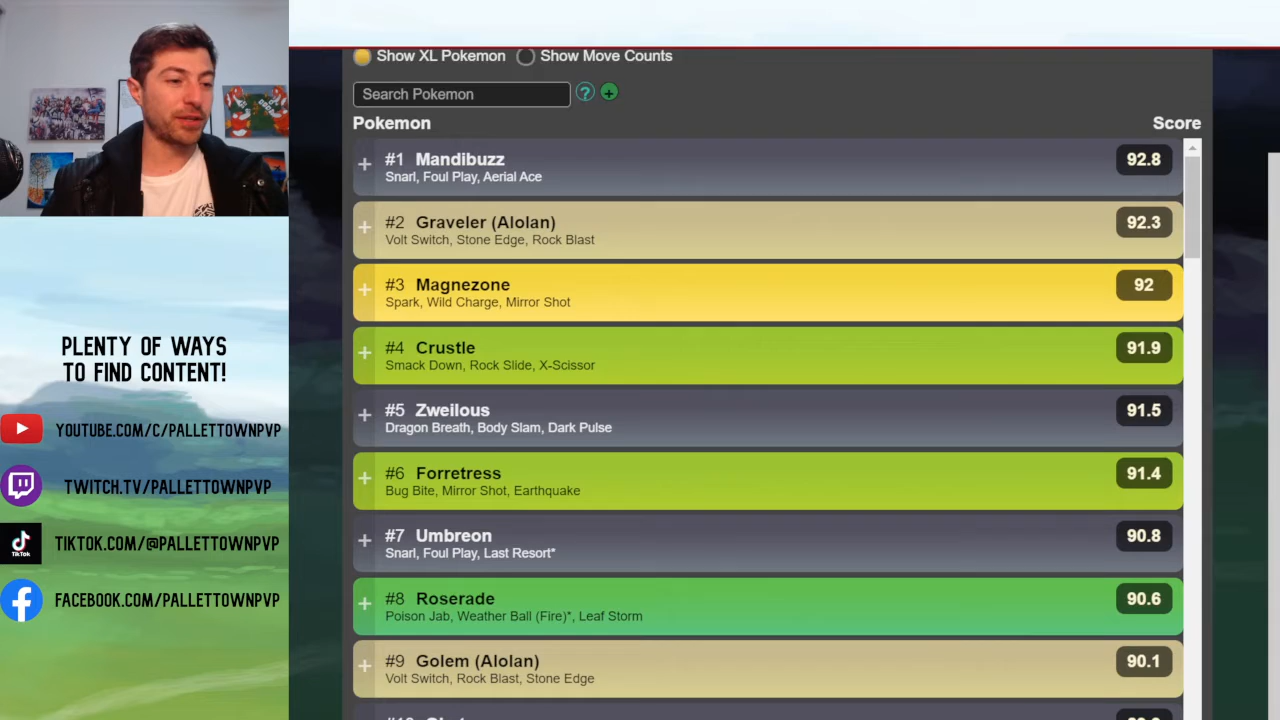 Show XL Pokemon Show Move Counts
Search Pokemon ? +
Pokemon Score
#1 Mandibuzz 92.8
Snarl, Foul Play, Aerial Ace
#2 Graveler (Alolan) 92.3
Volt Switch, Stone Edge, Rock Blast
#3 Magnezone 92
Spark, Wild Charge, Mirror Shot
#4 Crustle 91.9
Smack Down, Rock Slide, X-Scissor
#5 Zweilous 91.5
Dragon Breath, Body Slam, Dark Pulse
#6 Forretress 91.4
Bug Bite, Mirror Shot, Earthquake
#7 Umbreon 90.8
Snarl, Foul Play, Last Resort*
#8 Roserade 90.6
Poison Jab, Weather Ball (Fire)*, Leaf Storm
#9 Golem (Alolan) 90.1
Volt Switch, Rock Blast, Stone Edge
PLENTY OF WAYS
TO FIND CONTENT!
YOUTUBE.COM/C/PALLETTOWNPVP
TWITCH.TV/PALLETTOWNPVP
TikTok
TIKTOK.COM/@PALLETTOWNPVP
FACEBOOK.COM/PALLETTOWNPVP